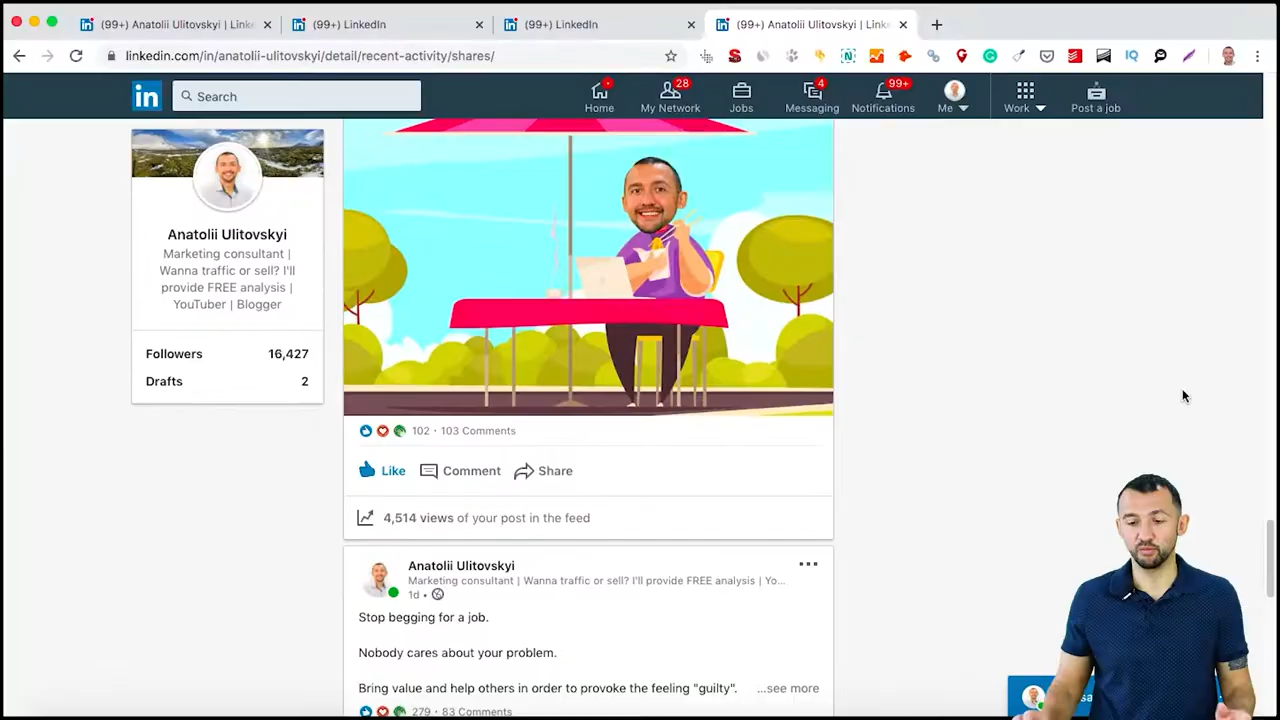 (99+) Anatolii Ulitovskyi | Linke
(99+) LinkedIn
(99+) LinkedIn
(99+) Anatolii Ulitovskyi | Linke
linkedin.com/in/anatolii-ulitovskyi/detail/recent-activity/shares/
in
Search
Home
28
My Network
Jobs
4
Messaging
99+
Notifications
Me
Work
Post a job
Anatolii Ulitovskyi
Marketing consultant |
Wanna traffic or sell? I'll
provide FREE analysis |
YouTuber | Blogger
Followers 16,427
Drafts 2
102 · 103 Comments
Like Comment Share
4,514 views of your post in the feed
Anatolii Ulitovskyi
Marketing consultant | Wanna traffic or sell? I'll provide FREE analysis | Yo...
1d ·
Stop begging for a job.
Nobody cares about your problem.
Bring value and help others in order to provoke the feeling "guilty". ...see more
279 · 83 Comments